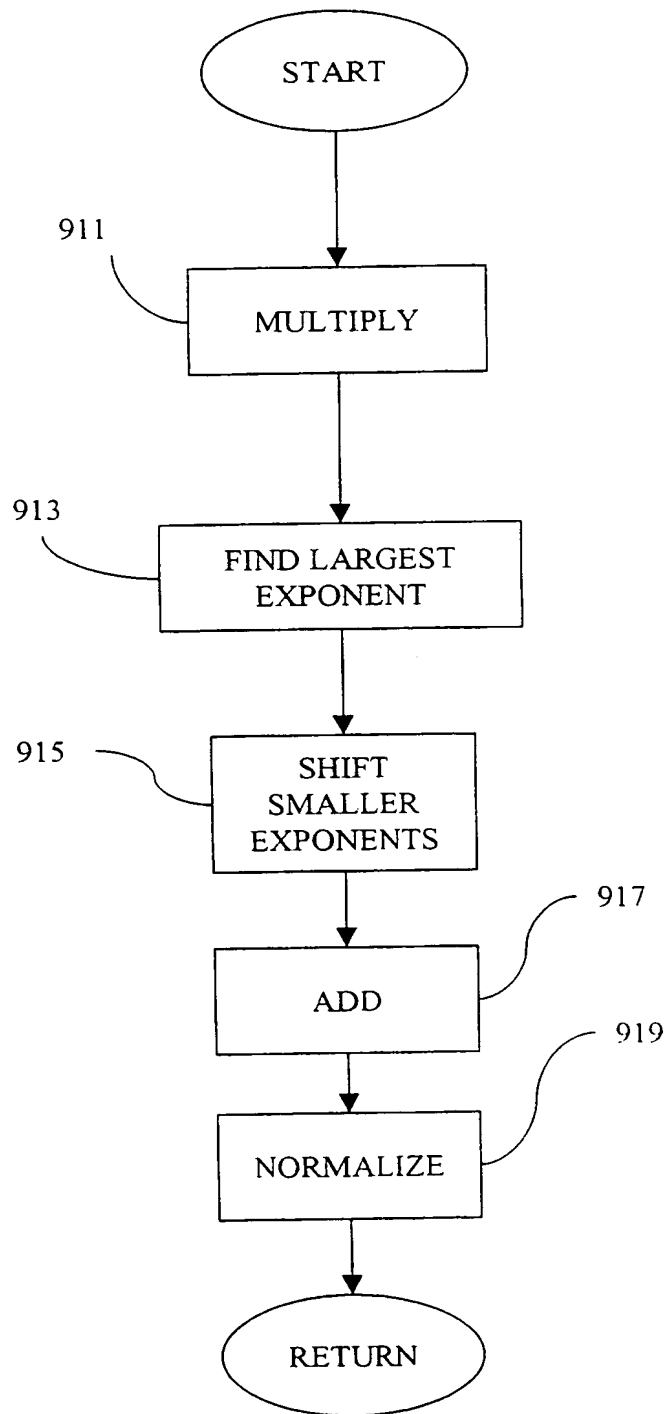 START
911
MULTIPLY
913
FIND LARGEST
EXPONENT
915
SHIFT
SMALLER
EXPONENTS
917
ADD
919
NORMALIZE
RETURN